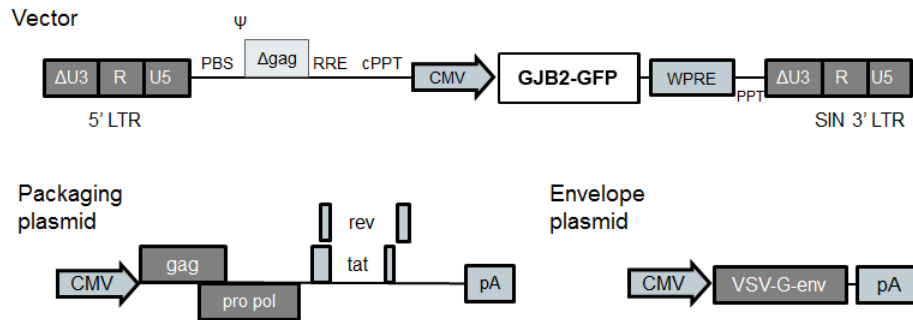 Vector
Ψ
PBS Δgag RRE cPPT
ΔU3 R U5 CMV GJB2-GFP WPRE PPT ΔU3 R U5
5' LTR SIN 3' LTR
Packaging plasmid
Envelope plasmid
rev
CMV gag tat pA
pro pol
CMV VSV-G-env pA